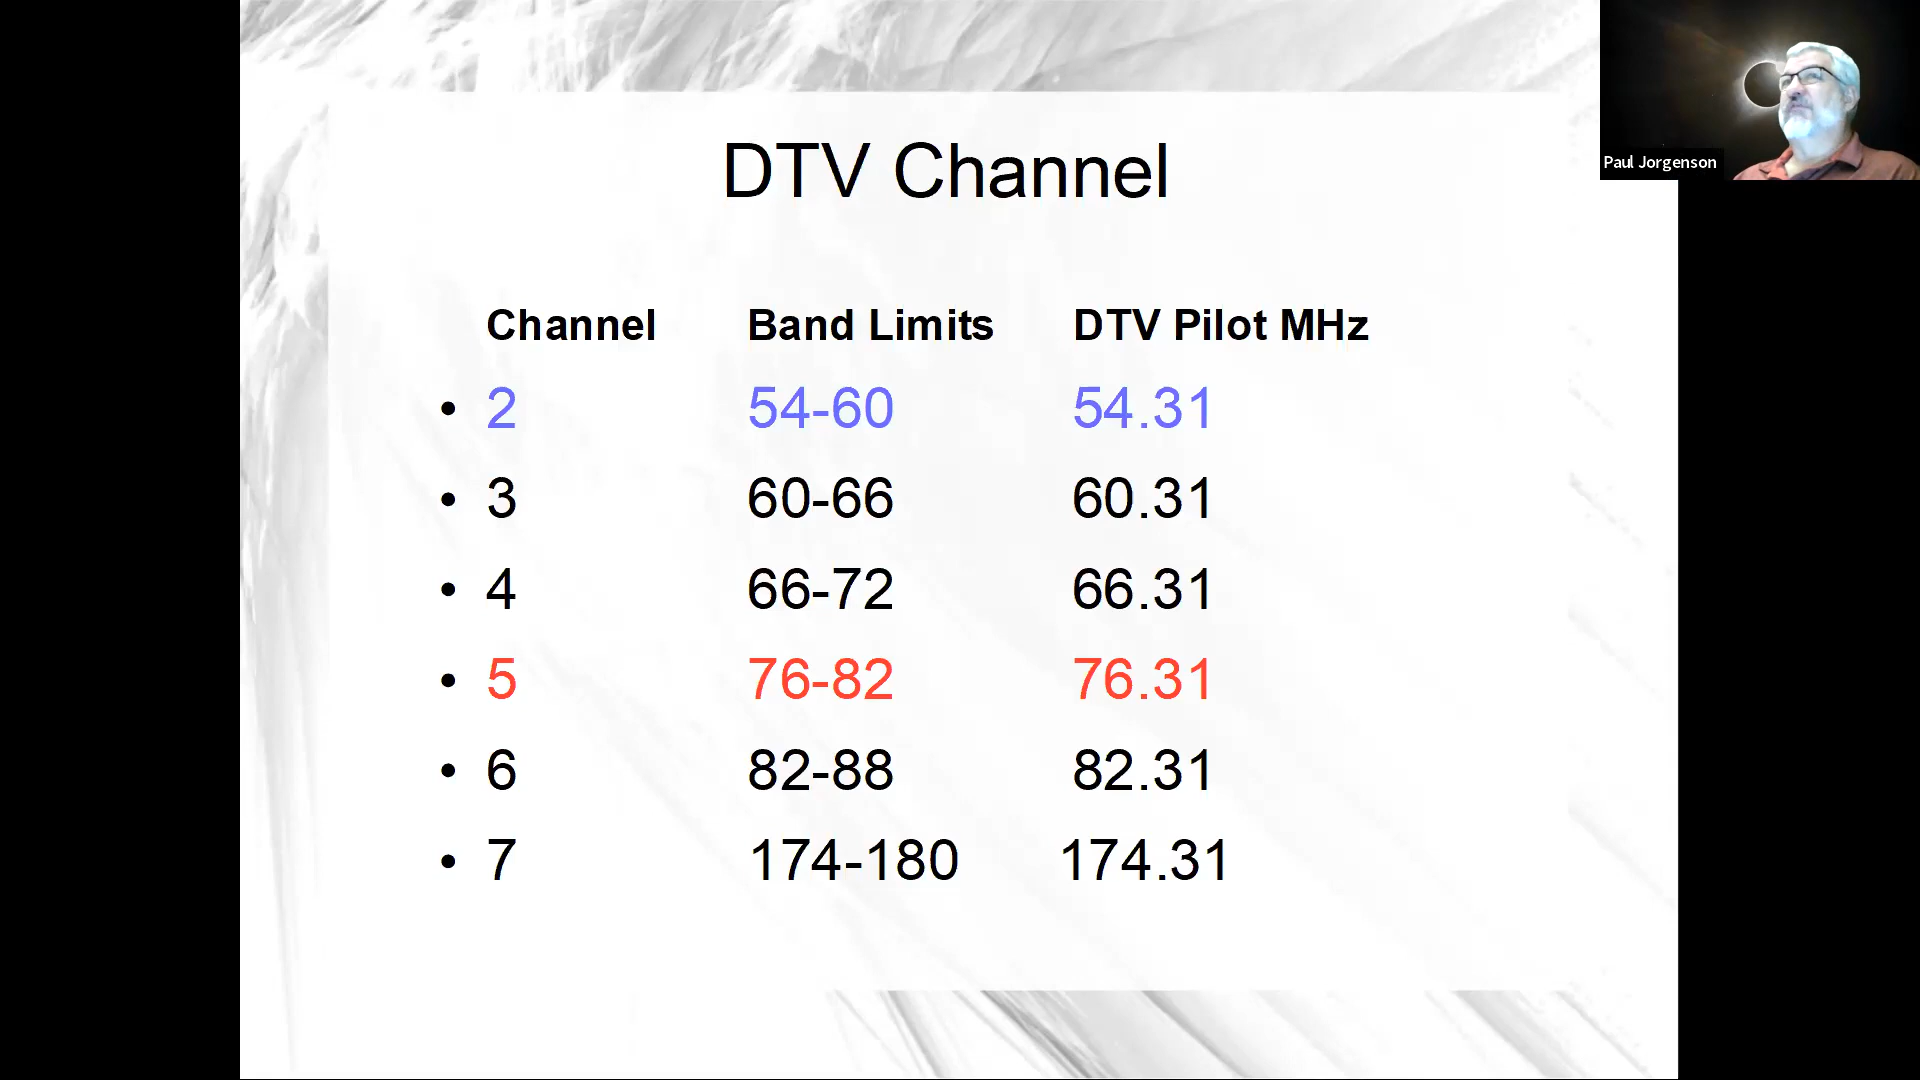 DTV Channel
Paul Jorgenson
Channel Band Limits DTV Pilot MHz
• 2 54-60 54.31
• 3 60-66 60.31
• 4 66-72 66.31
• 5 76-82 76.31
• 6 82-88 82.31
• 7 174-180 174.31